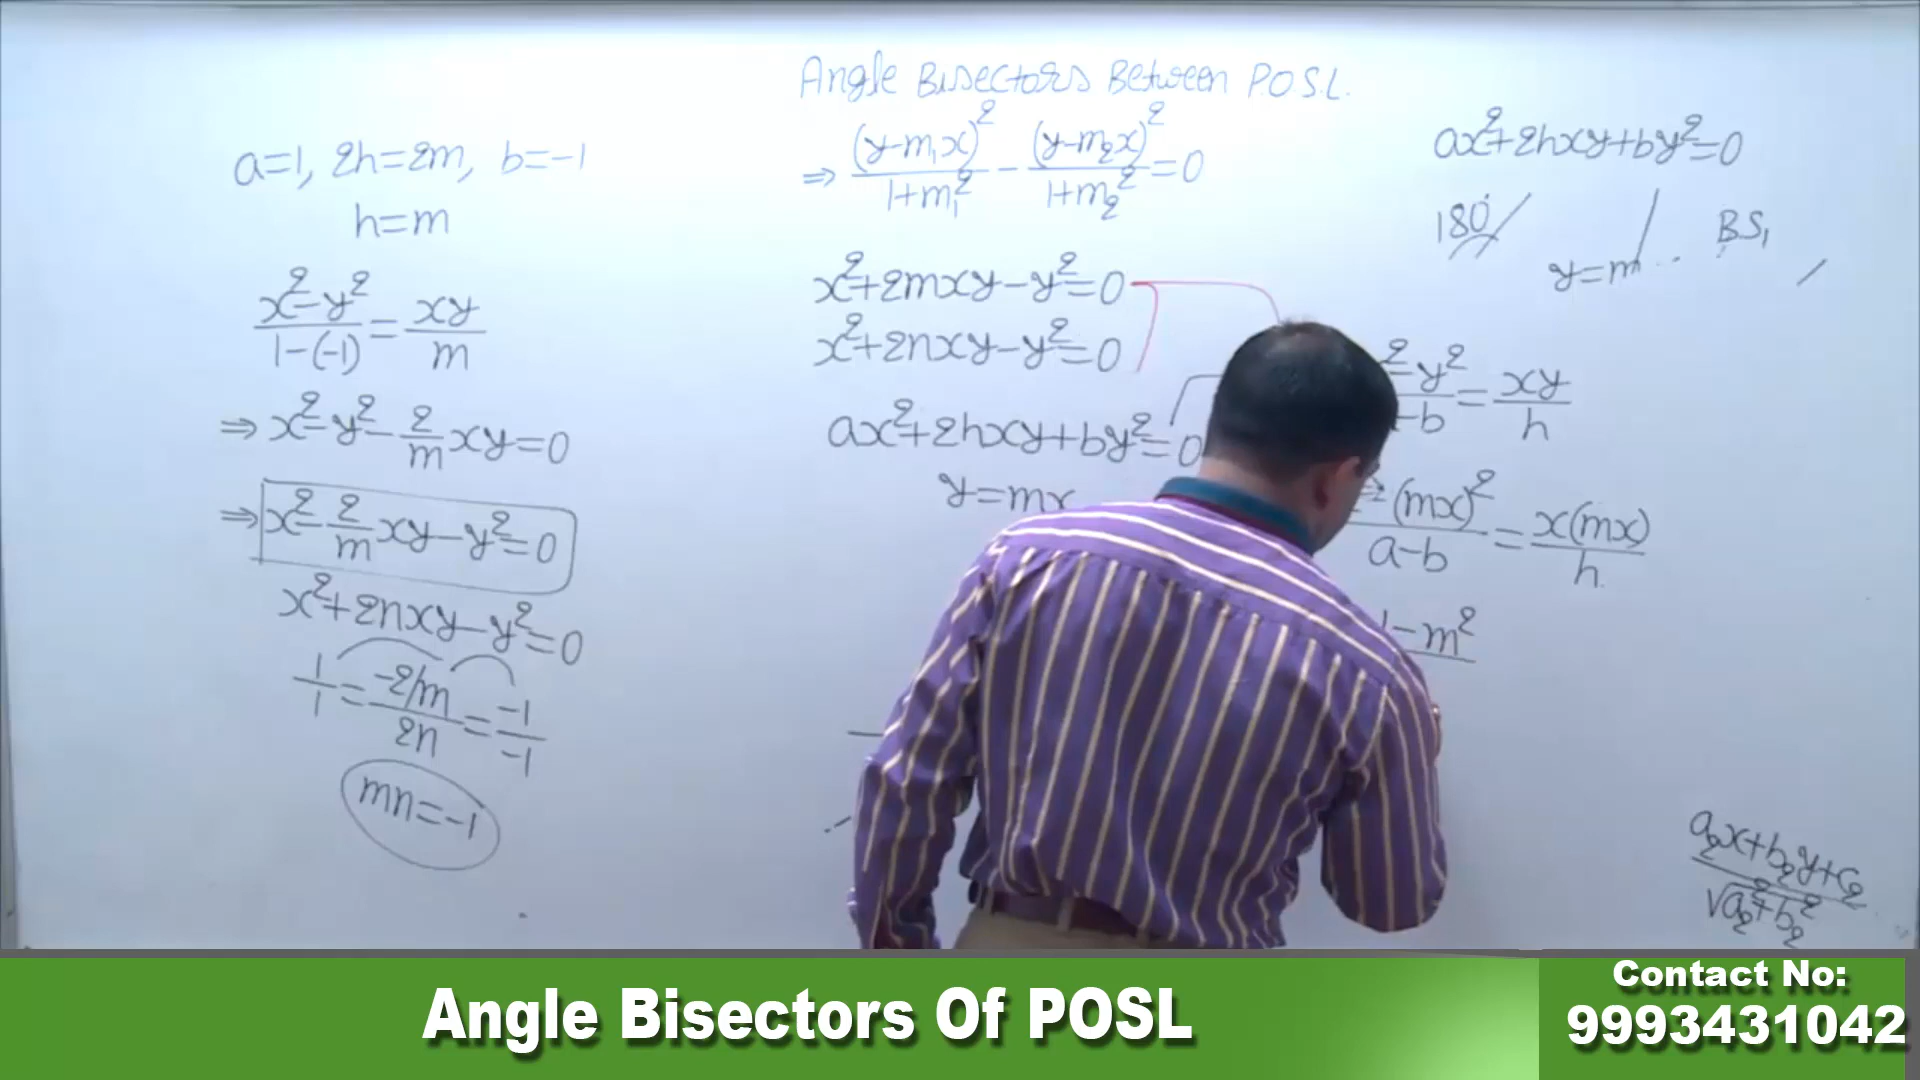 Angle Bisectors Between P.O.S.L.
a=1, 2h=2m, b=-1
h=m
x²-y²/1-(-1) = xy/m
⇒ x²-y²-2/m xy=0
⇒ x²-2/m xy-y²=0
x²+2nxy-y²=0
1/1 = -2/m/2n = -1/-1
mn=-1
⇒ (y-m₁x)²/1+m₁² - (y-m₂x)²/1+m₂² =0
x²+2mxy-y²=0
x²+2nxy-y²=0
ax²+2hxy+by²=0
y=mx
ax²+2hxy+by²=0
180°
BS₁
y=m
²-y²/-b = xy/h
²-(mx)²/a-b = x(mx)/h
1-m²
a₂x+b₂y+c₂/√a₂²+b₂²
Angle Bisectors Of POSL
Contact No:
9993431042